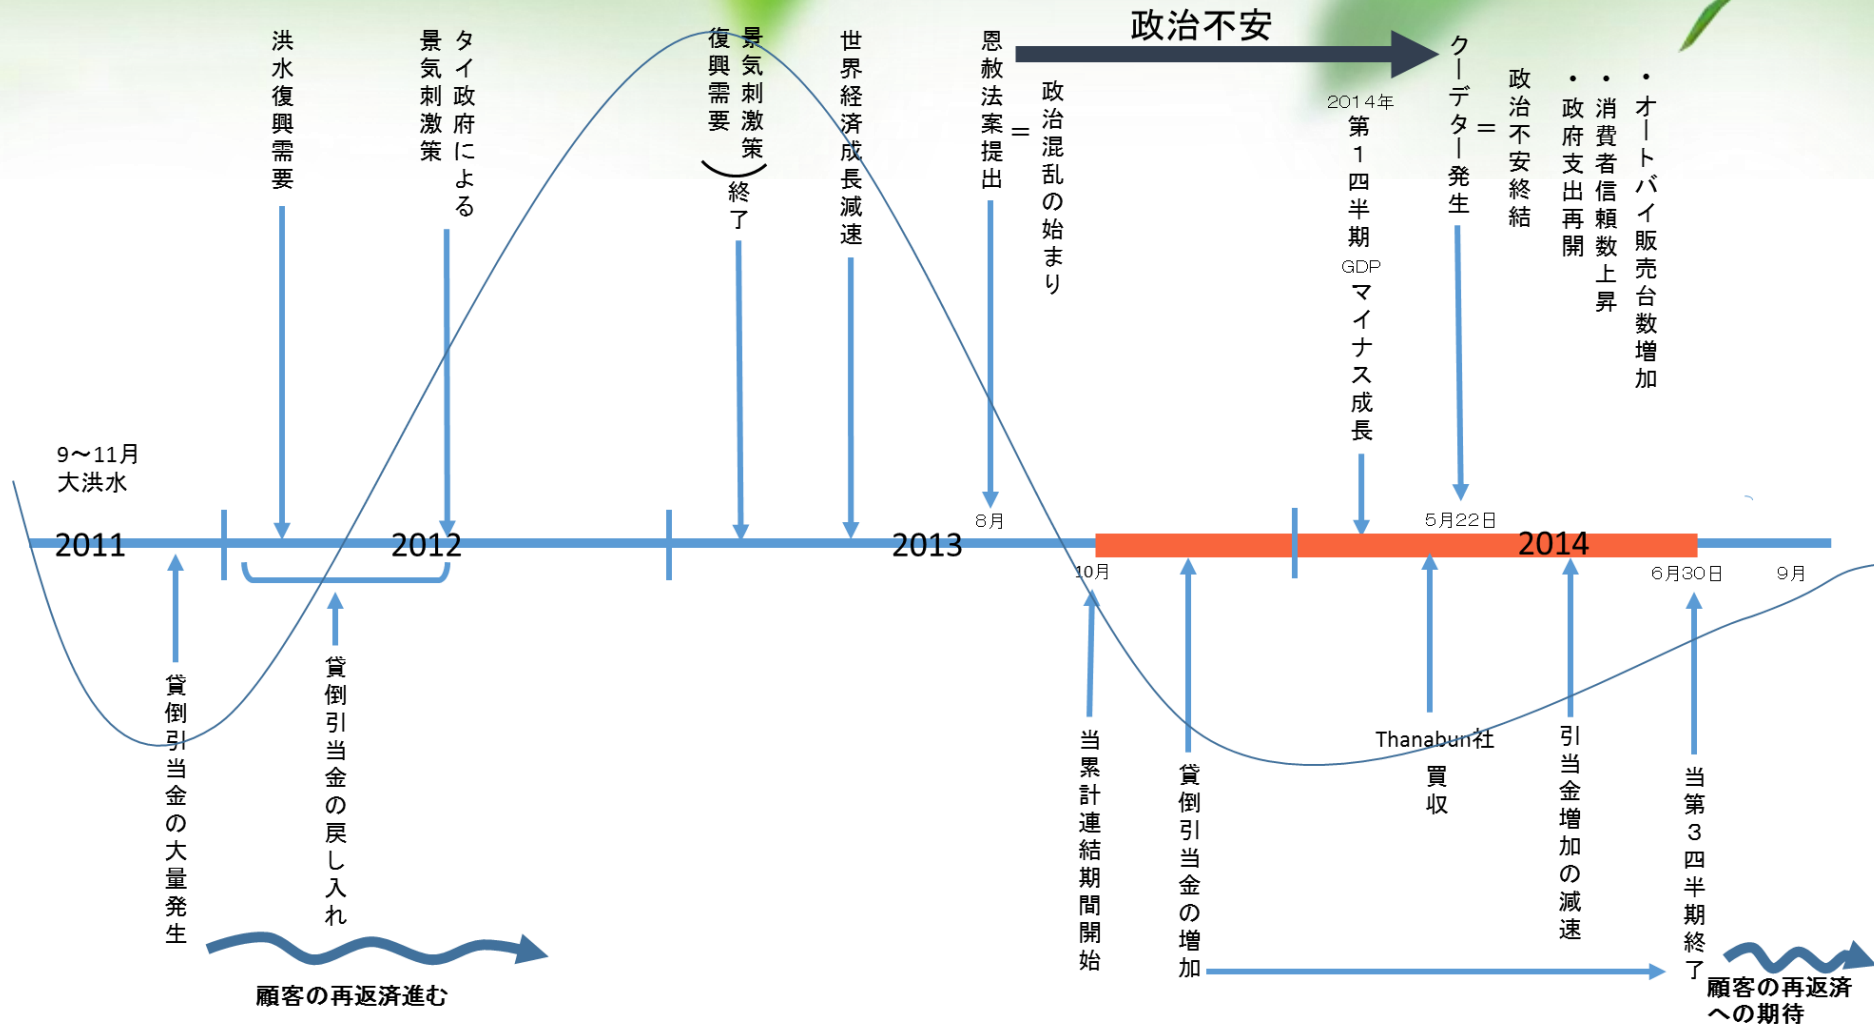 政治不安
洪水復興需要
タイ政府による
景気刺激策
景気刺激策
復興需要
終了
世界経済成長減速
恩赦法案提出
=
政治混乱の始まり
2014年
第1四半期
GDP
マイナス成長
クーデター発生
=
政治不安終結
・政府支出再開
・消費者信頼数上昇
・オートバイ販売台数増加
9〜11月
大洪水
2011
2012
2013
2014
8月
5月22日
10月
6月30日
9月
貸倒引当金の大量発生
貸倒引当金の戻し入れ
当累計連結期間開始
貸倒引当金の増加
Thanabun社
買収
引当金増加の減速
当第3四半期終了
顧客の再返済進む
顧客の再返済
への期待